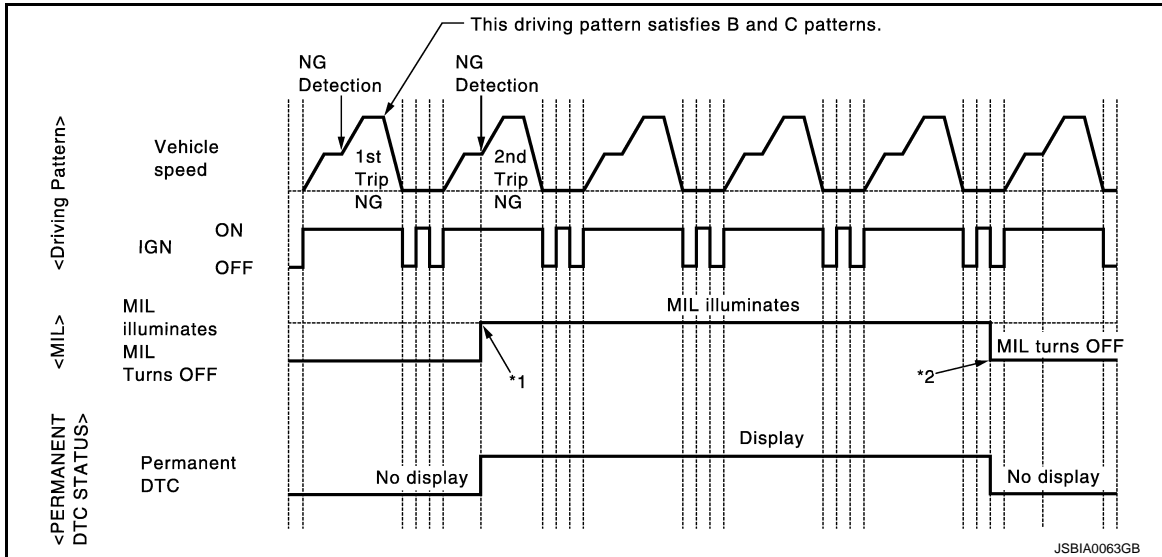 This driving pattern satisfies B and C patterns.
NG
Detection
NG
Detection
<Driving Pattern>
Vehicle
speed
1st
Trip
NG
2nd
Trip
NG
IGN
ON
OFF
<MIL>
MIL
illuminates
MIL
Turns OFF
MIL illuminates
MIL turns OFF
*1
*2
<PERMANENT
DTC STATUS>
Permanent
DTC
No display
Display
No display
JSBIA0063GB